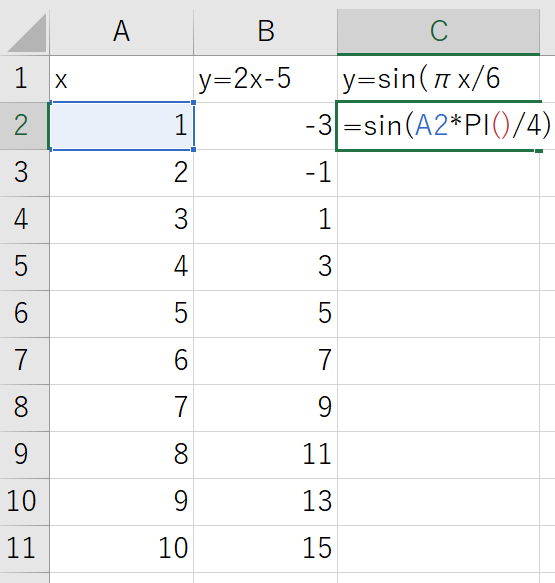 A B C
1 x y=2x-5 y=sin(πx/6
2 1 -3 =sin(A2*PI()/4)
3 2 -1
4 3 1
5 4 3
6 5 5
7 6 7
8 7 9
9 8 11
10 9 13
11 10 15